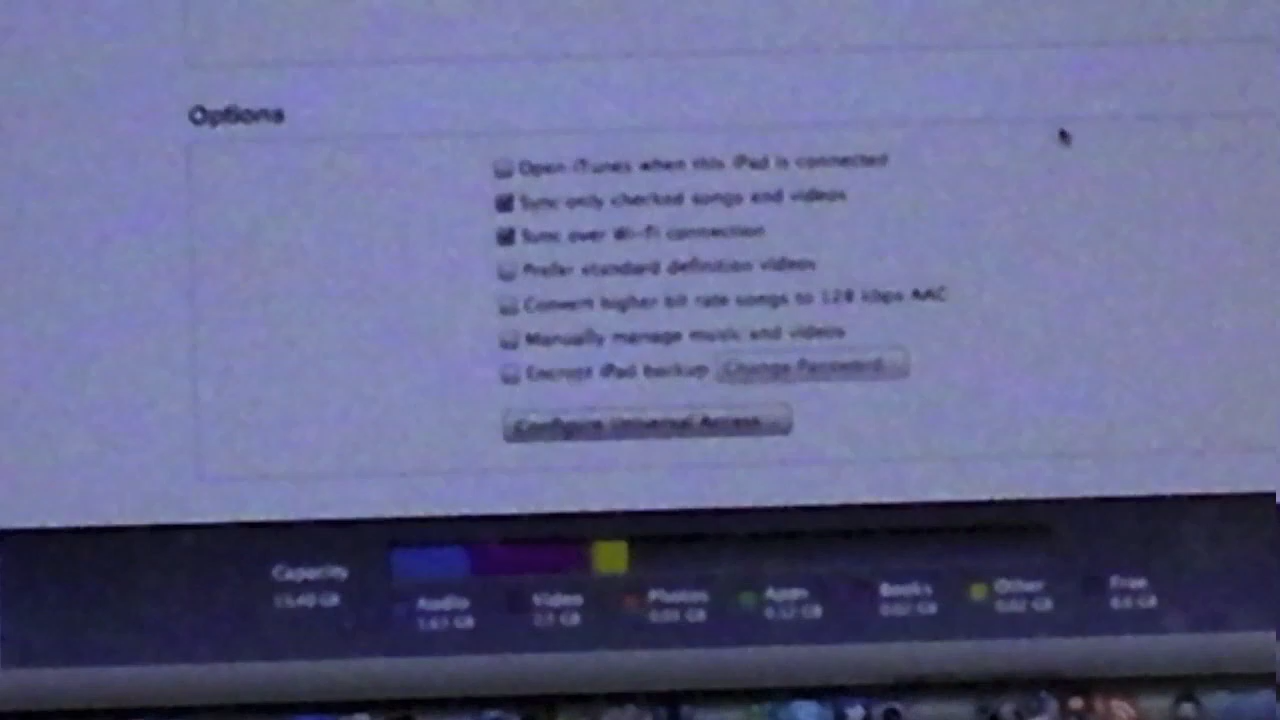 Options
Open iTunes when this iPad is connected
Sync only checked songs and videos
Sync over Wi-Fi connection
Prefer standard definition videos
Convert higher bit rate songs to 128 kbps AAC
Manually manage music and videos
Encrypt iPad backup Change Password...
Configure Universal Access...
Capacity Audio Video Photos Apps Books Other Free